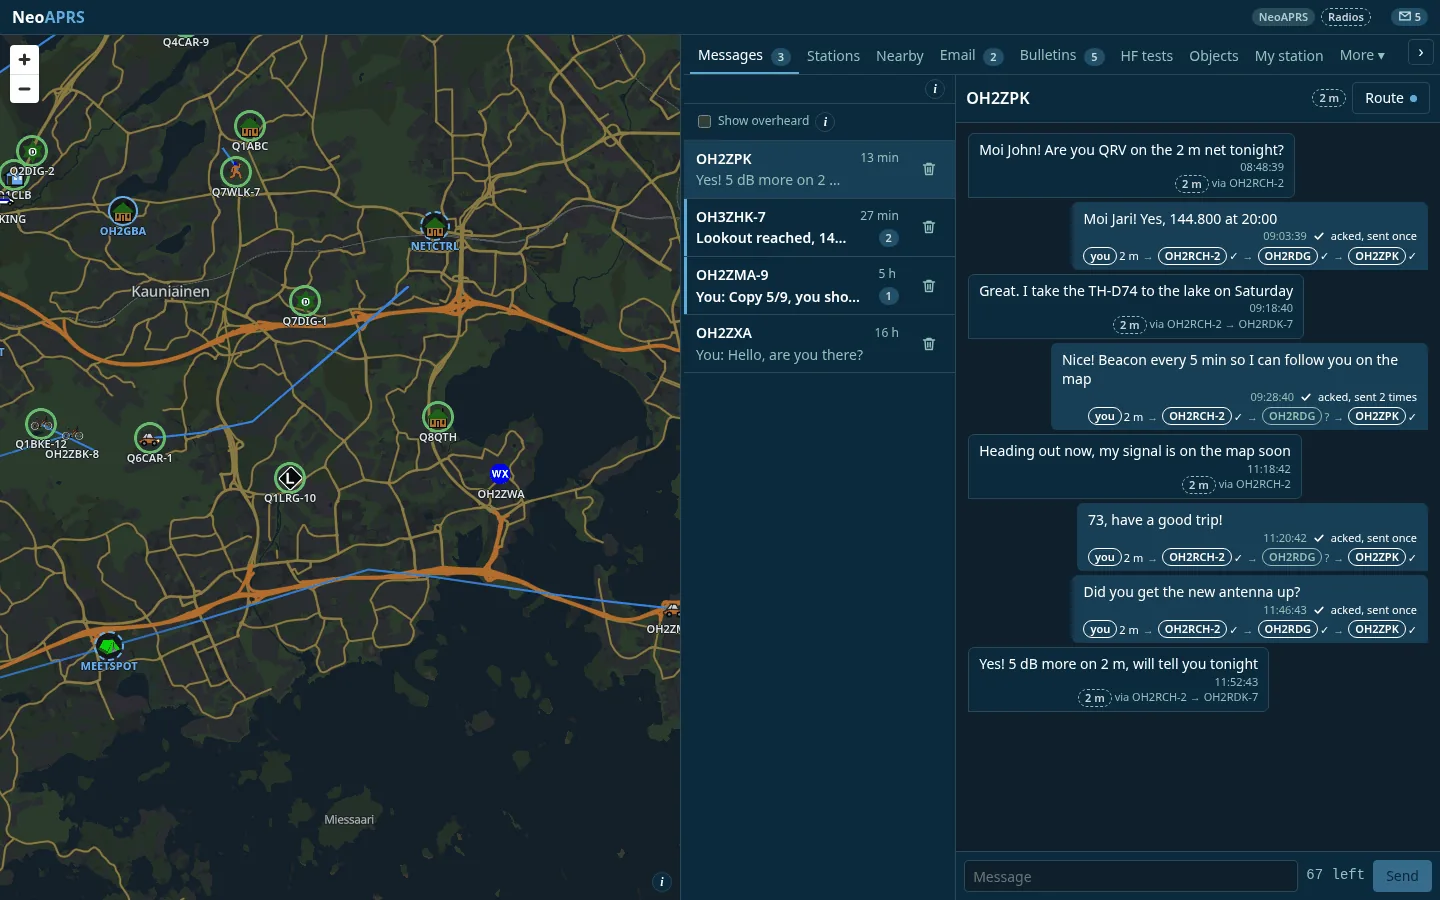 NeoAPRS
NeoAPRS Radios 5
Q4CAR-9
Q1ABC
Q2DIG-2
Q7WLK-7
KING
OH2GBA
NETCTRL
Kauniainen
Q7DIG-1
Q1BKE-12
OH2ZBK-8
Q6CAR-1
Q8QTH
Q1LRG-10
WX
OH2ZWA
MEETSPOT
Miessaari
Messages 3 Stations Nearby Email 2 Bulletins 5 HF tests Objects My station More ▾
Show overheard i
OH2ZPK 13 min
Yes! 5 dB more on 2 ...
OH3ZHK-7 27 min
Lookout reached, 14... 2
OH2ZMA-9 5 h
You: Copy 5/9, you sho... 1
OH2ZXA 16 h
You: Hello, are you there?
OH2ZPK 2 m Route
Moi John! Are you QRV on the 2 m net tonight?
08:48:39
2 m via OH2RCH-2
Moi Jari! Yes, 144.800 at 20:00
09:03:39 ✓ acked, sent once
you 2 m → OH2RCH-2 ✓ → OH2RDG ✓ → OH2ZPK ✓
Great. I take the TH-D74 to the lake on Saturday
09:18:40
2 m via OH2RCH-2 → OH2RDK-7
Nice! Beacon every 5 min so I can follow you on the
map
09:28:40 ✓ acked, sent 2 times
you 2 m → OH2RCH-2 ✓ → OH2RDG ? → OH2ZPK ✓
Heading out now, my signal is on the map soon
11:18:42
2 m via OH2RCH-2
73, have a good trip!
11:20:42 ✓ acked, sent once
you 2 m → OH2RCH-2 ✓ → OH2RDG ? → OH2ZPK ✓
Did you get the new antenna up?
11:46:43 ✓ acked, sent once
you 2 m → OH2RCH-2 ✓ → OH2RDG ✓ → OH2ZPK ✓
Yes! 5 dB more on 2 m, will tell you tonight
11:52:43
2 m via OH2RCH-2 → OH2RDK-7
Message 67 left Send